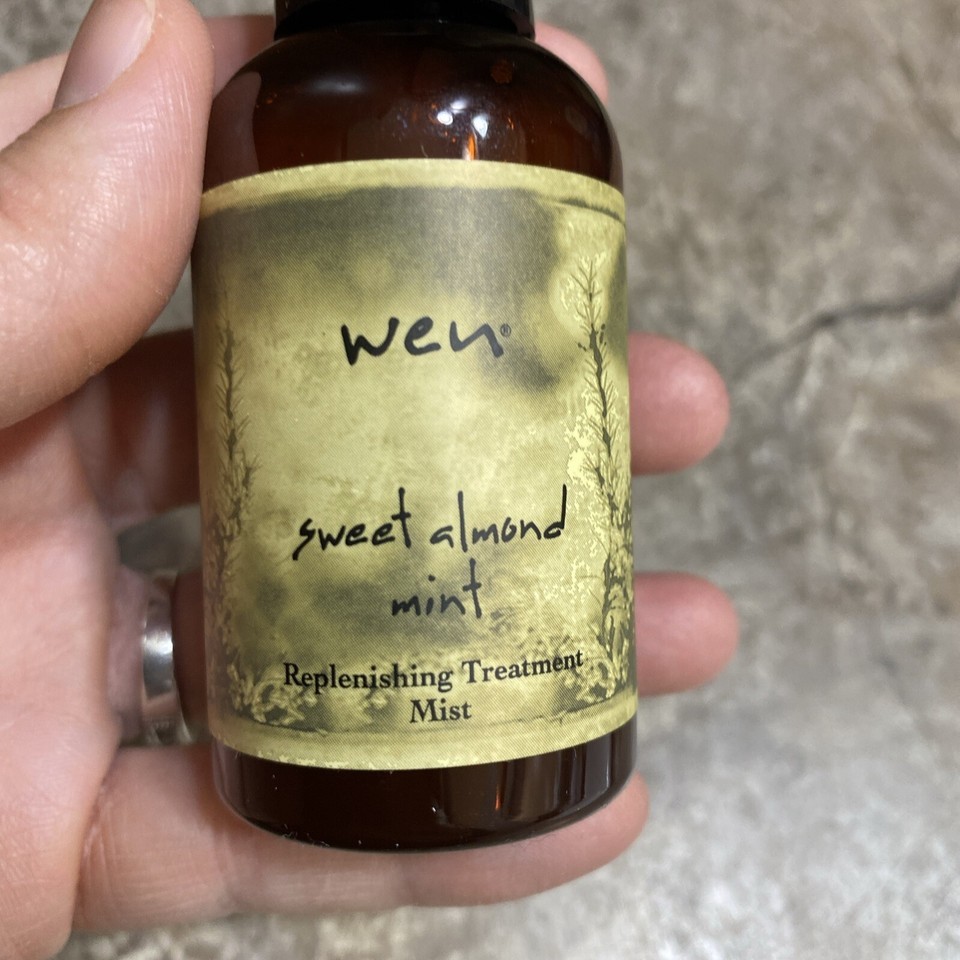 wen®
sweet almond
mint
Replenishing Treatment
Mist